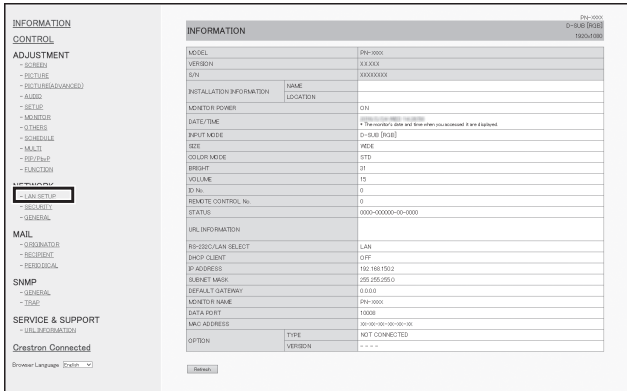 INFORMATION
CONTROL
ADJUSTMENT
- SCREEN
- PICTURE
- PICTURE(ADVANCED)
- AUDIO
- SETUP
- MONITOR
- OTHERS
- SCHEDULE
- MULTI
- PIP/PbyP
- FUNCTION
NETWORK
- LAN SETUP
- SECURITY
- GENERAL
MAIL
- ORIGINATOR
- RECIPIENT
- PERIODICAL
SNMP
- GENERAL
- TRAP
SERVICE & SUPPORT
- URL INFORMATION
Crestron Connected
Browser Language English
PN-XXXX
INFORMATION D-SUB [RGB]
1920x1080
MODEL PN-XXXX
VERSION XX.XXX
S/N XXXXXXXX
INSTALLATION INFORMATION NAME
LOCATION
MONITOR POWER ON
DATE/TIME
* The monitor's date and time when you accessed it are displayed.
INPUT MODE D-SUB [RGB]
SIZE WIDE
COLOR MODE STD
BRIGHT 31
VOLUME 15
ID No. 0
REMOTE CONTROL No. 0
STATUS 0000-000000-00-0000
URL INFORMATION
RS-232C/LAN SELECT LAN
DHCP CLIENT OFF
IP ADDRESS 192.168.150.2
SUBNET MASK 255.255.255.0
DEFAULT GATEWAY 0.0.0.0
MONITOR NAME PN-XXXX
DATA PORT 10008
MAC ADDRESS XX-XX-XX-XX-XX-XX
OPTION TYPE NOT CONNECTED
VERSION - - - -
Refresh